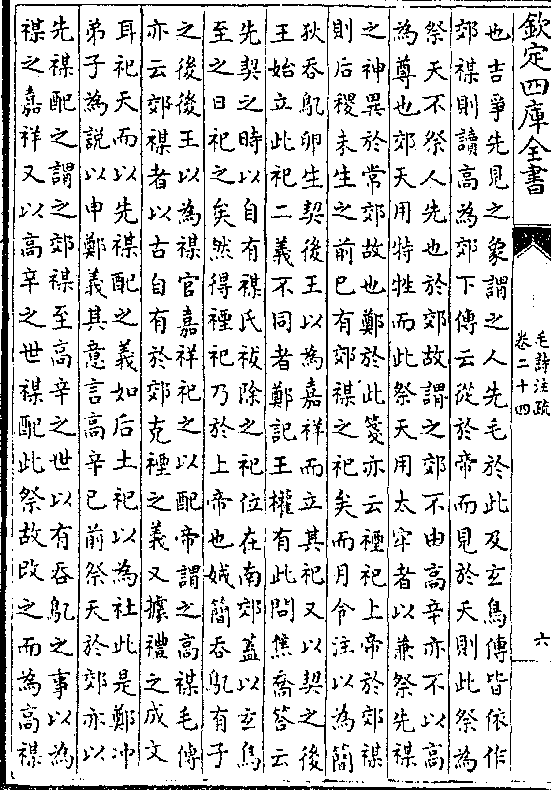 欽定四庫全書
毛詩注疏
卷二十四
六
也吉爭先見之象謂之人先毛於此及玄鳥傳皆依作
郊禖則讀高為郊下傳云從於帝而見於天則此祭為
祭天不祭人先也於郊故謂之郊不由高辛亦不以高
為尊也郊天用特牲而此祭天用太牢者以兼祭先禖
之神異於常郊故也鄭於此箋亦云禋祀上帝於郊禖
則后稷未生之前已有郊禖之祀矣而月令注以為簡
狄吞鳦卵生契後王以為嘉祥而立其祀又以契之後
王始立此祀二義不同者鄭記王權有此問焦喬答云
先契之時以自有禖氏祓除之祀位在南郊蓋以玄鳥
至之日祀之矣然得禋祀乃於上帝也娀簡吞鳦有子
之後後王以為禖官嘉祥祀之以配帝謂之高禖毛傳
亦云郊禖者以古自有於郊克禋之義又據禮之成文
耳祀天而以先禖配之義如后土祀以為社此是鄭冲
弟子為說以申鄭義其意言高辛已前祭天於郊亦以
先禖配之謂之郊禖至高辛之世以有吞鳦之事以為
禖之嘉祥又以高辛之世禖配此祭故改之而為高禖